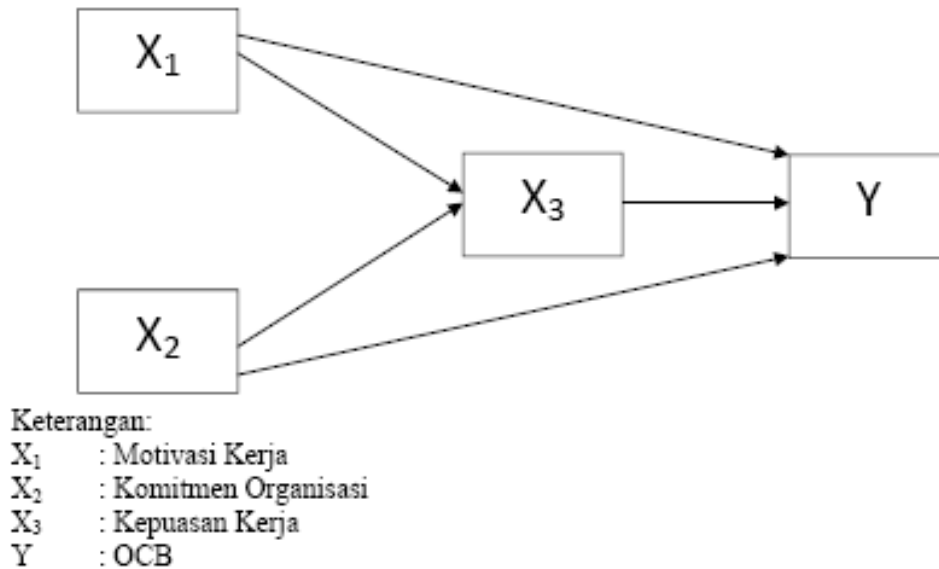 X₁
X₃
Y
X₂
Keterangan:
X₁ : Motivasi Kerja
X₂ : Komitmen Organisasi
X₃ : Kepuasan Kerja
Y : OCB